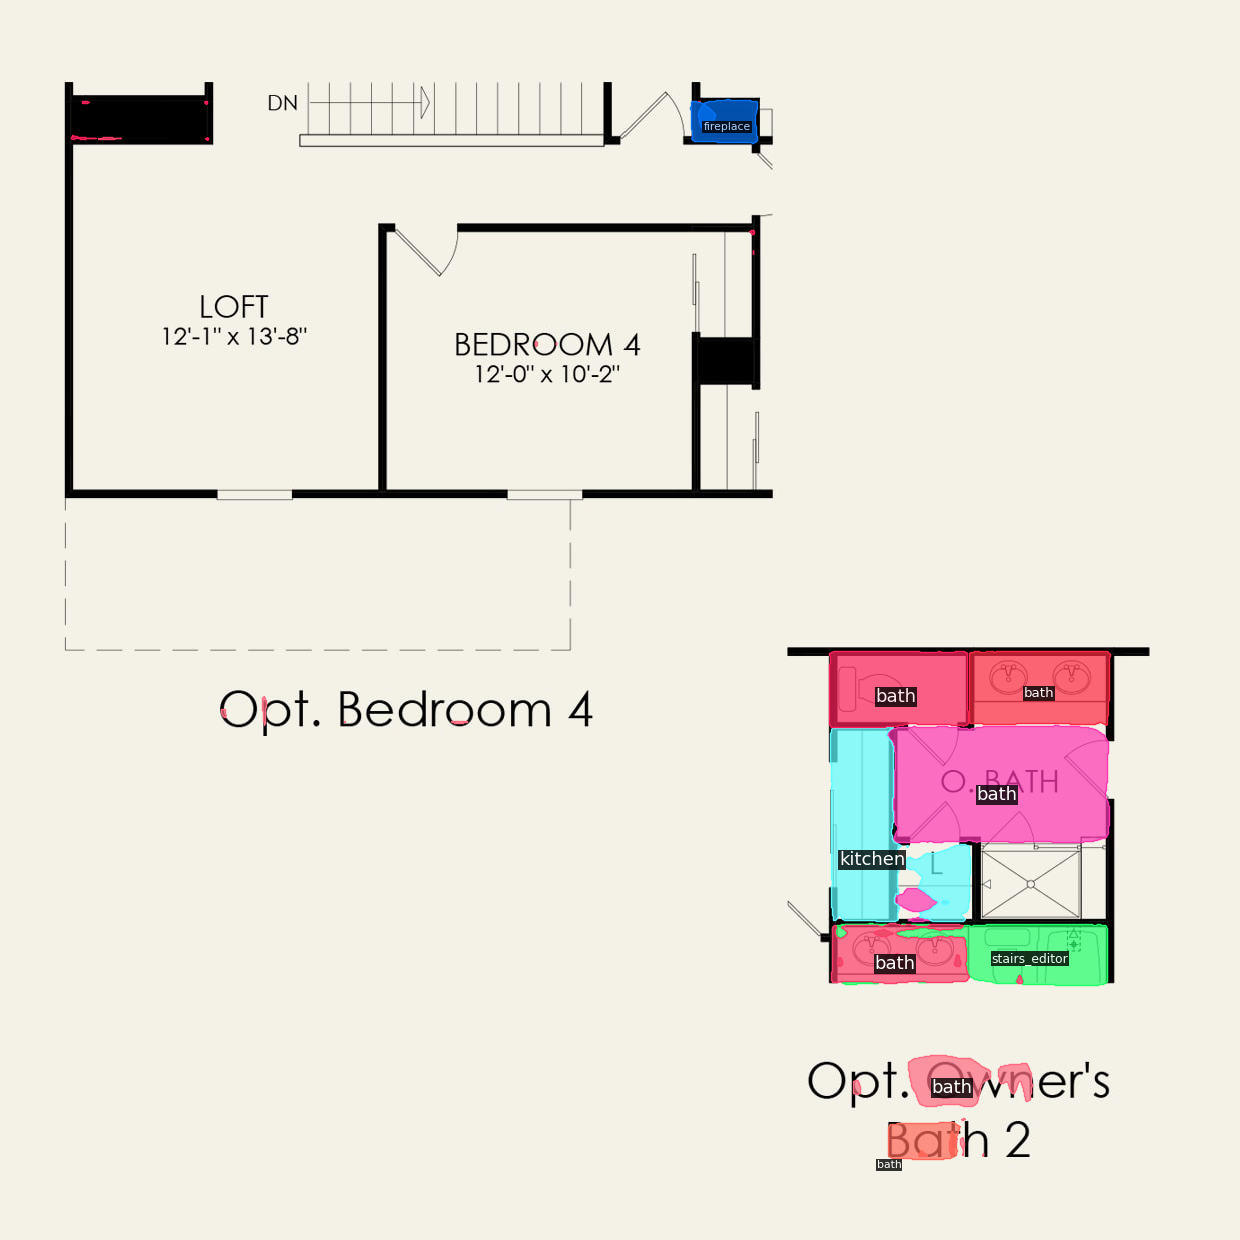 DN
fireplace
LOFT
12'-1" x 13'-8"
BEDROOM 4
12'-0" x 10'-2"
Opt. Bedroom 4
bath
bath
O. BATH
bath
kitchen
L
bath
stairs_editor
Opt. Owner's
bath
Bath 2
bath